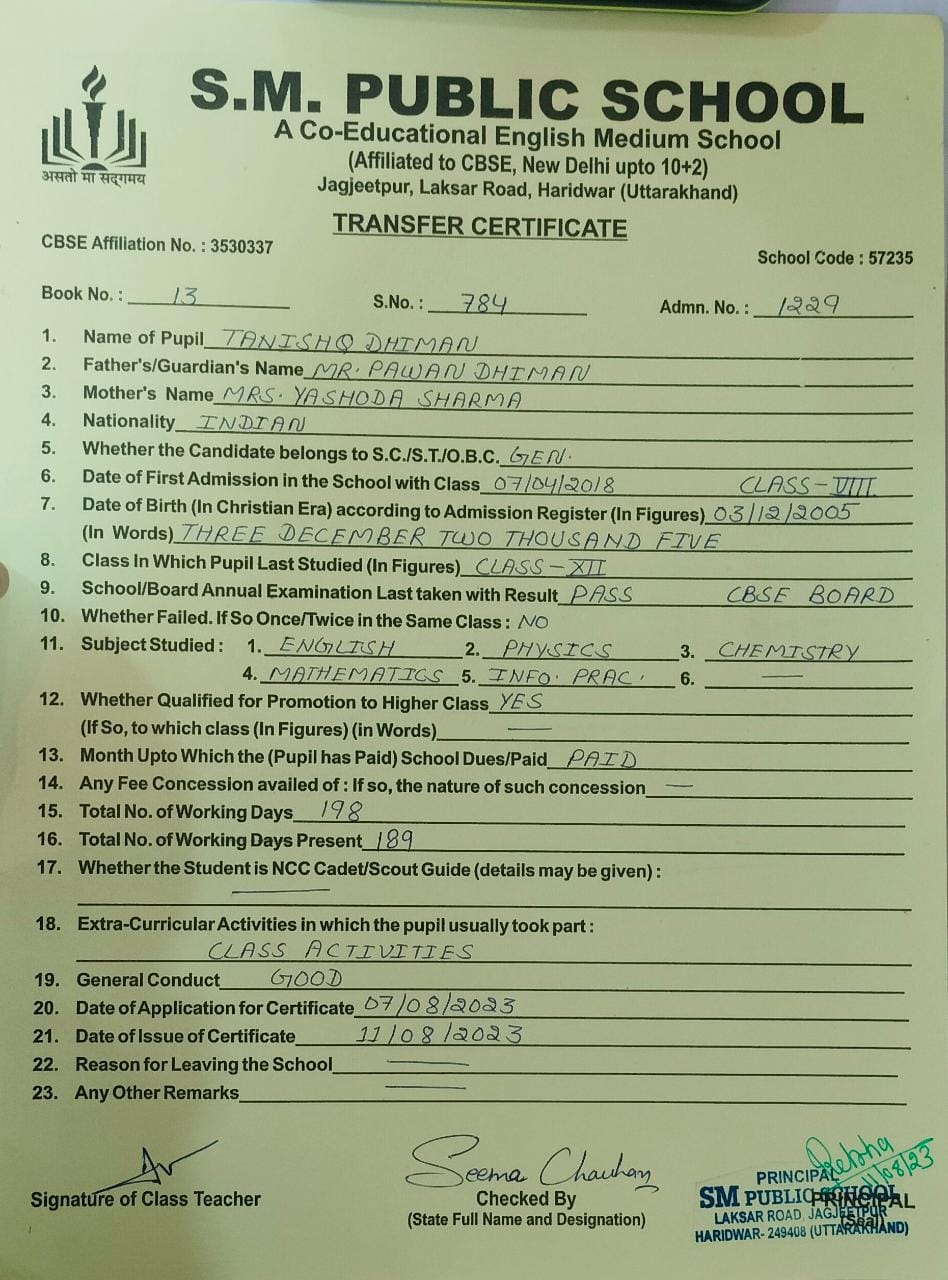 S.M. PUBLIC SCHOOL
A Co-Educational English Medium School
(Affiliated to CBSE, New Delhi upto 10+2)
असतो मा सद्गमय
Jagjeetpur, Laksar Road, Haridwar (Uttarakhand)
TRANSFER CERTIFICATE
CBSE Affiliation No. : 3530337
School Code : 57235
Book No. : 13 S.No. : 784 Admn. No. : 1229
1. Name of Pupil TANISHQ DHIMAN
2. Father's/Guardian's Name MR. PAWAN DHIMAN
3. Mother's Name MRS. YASHODA SHARMA
4. Nationality INDIAN
5. Whether the Candidate belongs to S.C./S.T./O.B.C. GEN.
6. Date of First Admission in the School with Class 07/04/2018 CLASS-VIII
7. Date of Birth (In Christian Era) according to Admission Register (In Figures) 03/12/2005
(In Words) THREE DECEMBER TWO THOUSAND FIVE
8. Class In Which Pupil Last Studied (In Figures) CLASS-XII
9. School/Board Annual Examination Last taken with Result PASS CBSE BOARD
10. Whether Failed. If So Once/Twice in the Same Class : NO
11. Subject Studied : 1. ENGLISH 2. PHYSICS 3. CHEMISTRY
4. MATHEMATICS 5. INFO. PRAC. 6. —
12. Whether Qualified for Promotion to Higher Class YES
(If So, to which class (In Figures) (in Words) —
13. Month Upto Which the (Pupil has Paid) School Dues/Paid PAID
14. Any Fee Concession availed of : If so, the nature of such concession —
15. Total No. of Working Days 198
16. Total No. of Working Days Present 189
17. Whether the Student is NCC Cadet/Scout Guide (details may be given) :
—
18. Extra-Curricular Activities in which the pupil usually took part :
CLASS ACTIVITIES
19. General Conduct GOOD
20. Date of Application for Certificate 07/08/2023
21. Date of Issue of Certificate 11/08/2023
22. Reason for Leaving the School —
23. Any Other Remarks —
Seema Chauhan
11/08/23
Signature of Class Teacher
Checked By
(State Full Name and Designation)
PRINCIPAL
(Seal)
PRINCIPAL
SM PUBLIC SCHOOL
LAKSAR ROAD, JAGJEETPUR
HARIDWAR- 249408 (UTTARAKHAND)